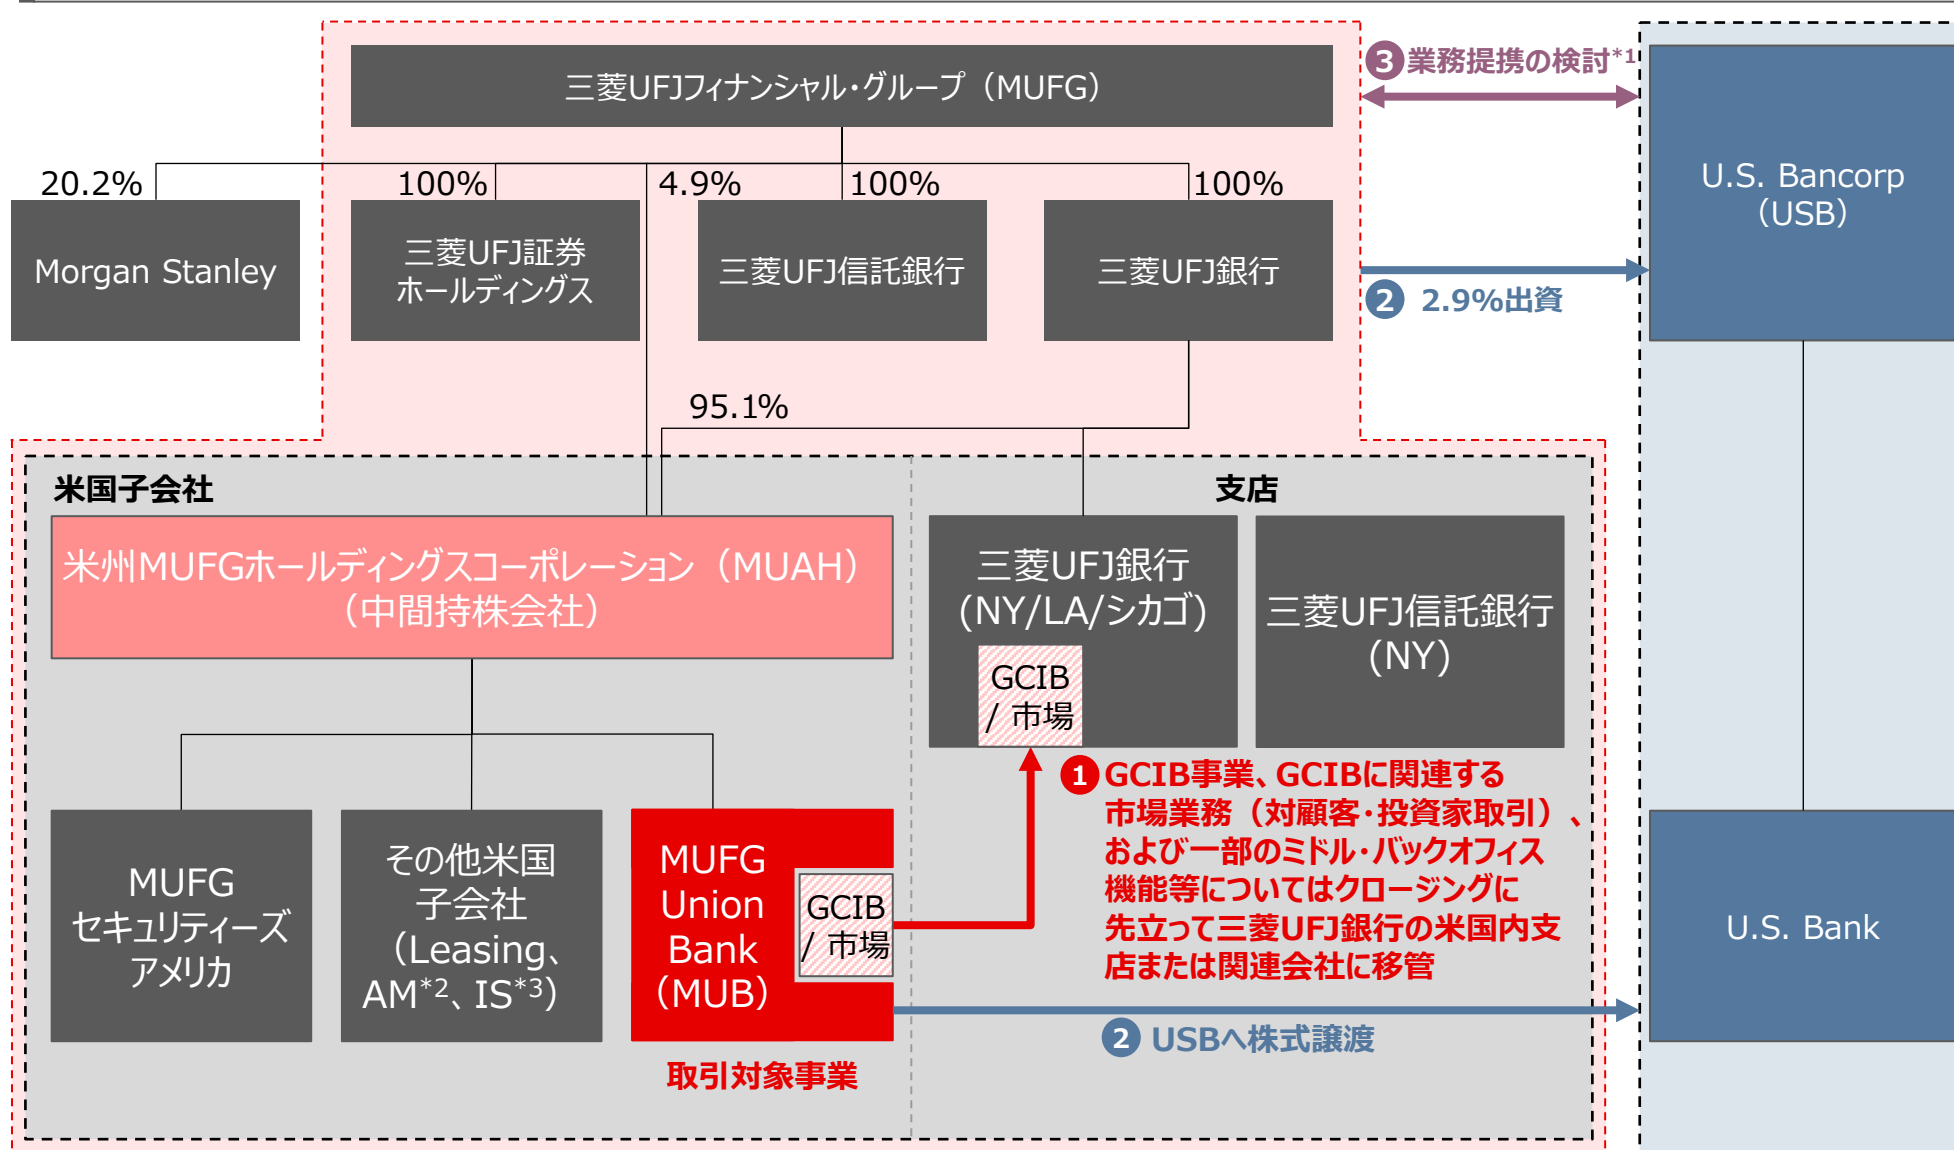 三菱UFJフィナンシャル・グループ（MUFG）
❸業務提携の検討*1
20.2%
100%
4.9%
100%
100%
Morgan Stanley
三菱UFJ証券
ホールディングス
三菱UFJ信託銀行
三菱UFJ銀行
U.S. Bancorp
（USB）
❷ 2.9%出資
95.1%
米国子会社
支店
米州MUFGホールディングスコーポレーション（MUAH）
（中間持株会社）
三菱UFJ銀行
(NY/LA/シカゴ)
GCIB
/ 市場
三菱UFJ信託銀行
(NY)
❶GCIB事業、GCIBに関連する
市場業務（対顧客・投資家取引）、
および一部のミドル・バックオフィス
機能等についてはクロージングに
先立って三菱UFJ銀行の米国内支
店または関連会社に移管
MUFG
セキュリティーズ
アメリカ
その他米国
子会社
（Leasing、
AM*2、IS*3）
MUFG
Union
Bank
（MUB）
GCIB
/ 市場
U.S. Bank
❷ USBへ株式譲渡
取引対象事業